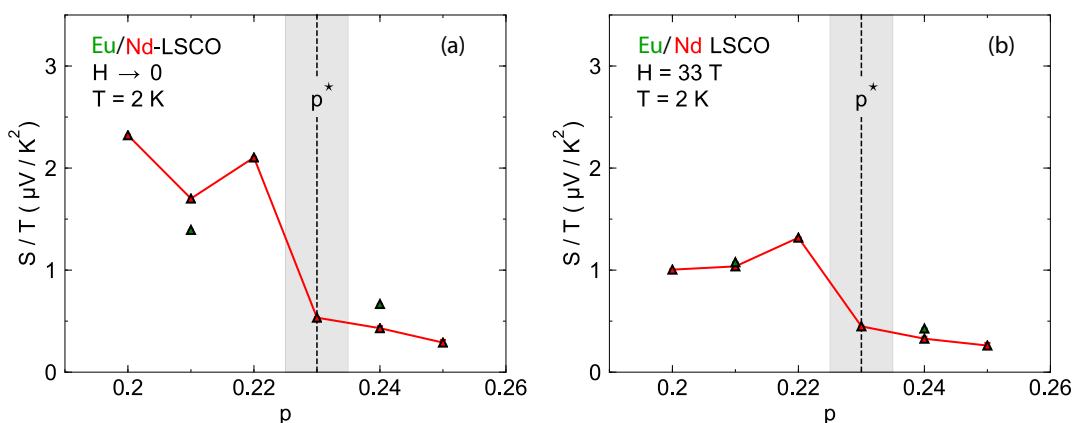 Eu/Nd-LSCO
H → 0
T = 2 K
(a)
p*
3
2
1
0
S / T ( µV / K²)
0.2
0.22
0.24
0.26
p
Eu/Nd LSCO
H = 33 T
T = 2 K
(b)
p*
3
2
1
0
S / T ( µV / K²)
0.2
0.22
0.24
0.26
p